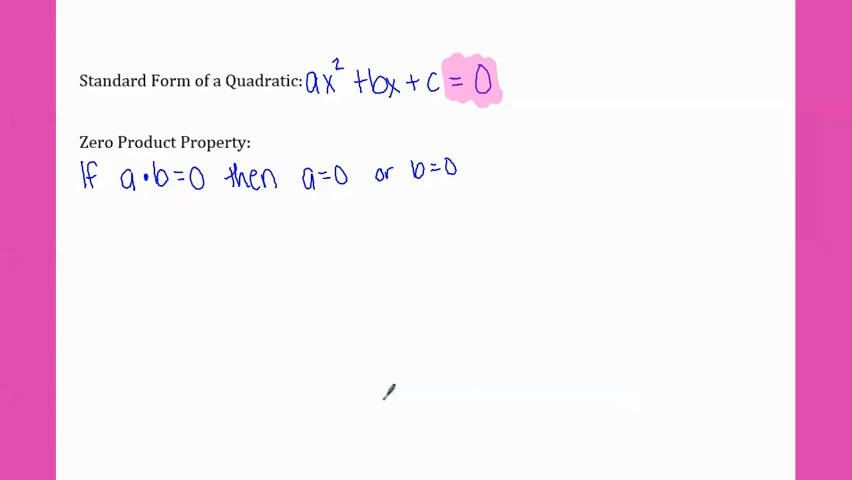 Standard Form of a Quadratic: ax² + bx + c = 0
Zero Product Property:
If a • b = 0 then a = 0 or b = 0